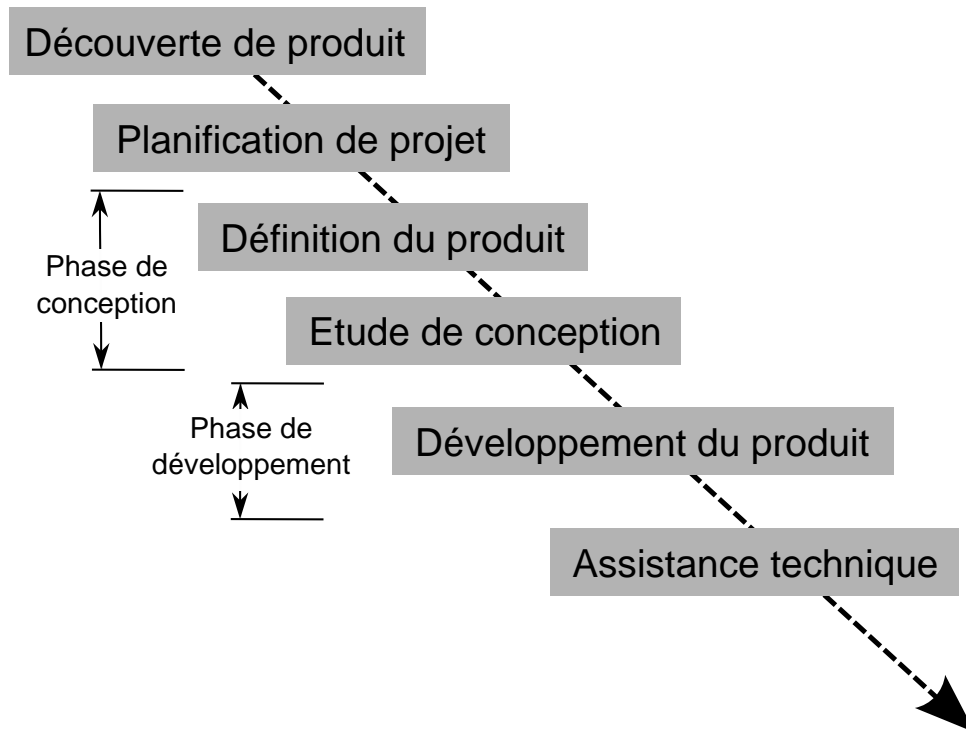 Découverte de produit
Planification de projet
Définition du produit
Phase de
conception
Etude de conception
Phase de
développement
Développement du produit
Assistance technique